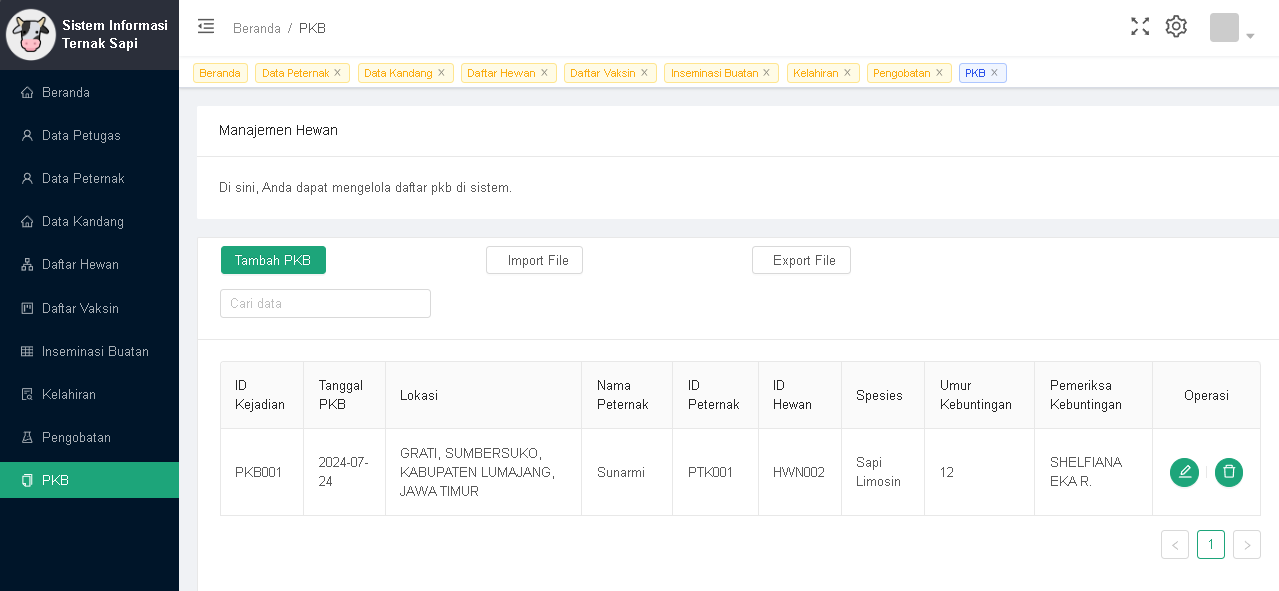 Sistem Informasi
Ternak Sapi
Beranda / PKB
Beranda Data Peternak Data Kandang Daftar Hewan Daftar Vaksin Inseminasi Buatan Kelahiran Pengobatan PKB
Beranda
Data Petugas
Data Peternak
Data Kandang
Daftar Hewan
Daftar Vaksin
Inseminasi Buatan
Kelahiran
Pengobatan
PKB
Manajemen Hewan
Di sini, Anda dapat mengelola daftar pkb di sistem.
Tambah PKB Import File Export File
Cari data
ID
Kejadian
Tanggal
PKB
Lokasi
Nama
Peternak
ID
Peternak
ID
Hewan
Spesies
Umur
Kebuntingan
Pemeriksa
Kebuntingan
Operasi
PKB001
2024-07-
24
GRATI, SUMBERSUKO,
KABUPATEN LUMAJANG,
JAWA TIMUR
Sunarmi
PTK001
HWN002
Sapi
Limosin
12
SHELFIANA
EKA R.
< 1 >